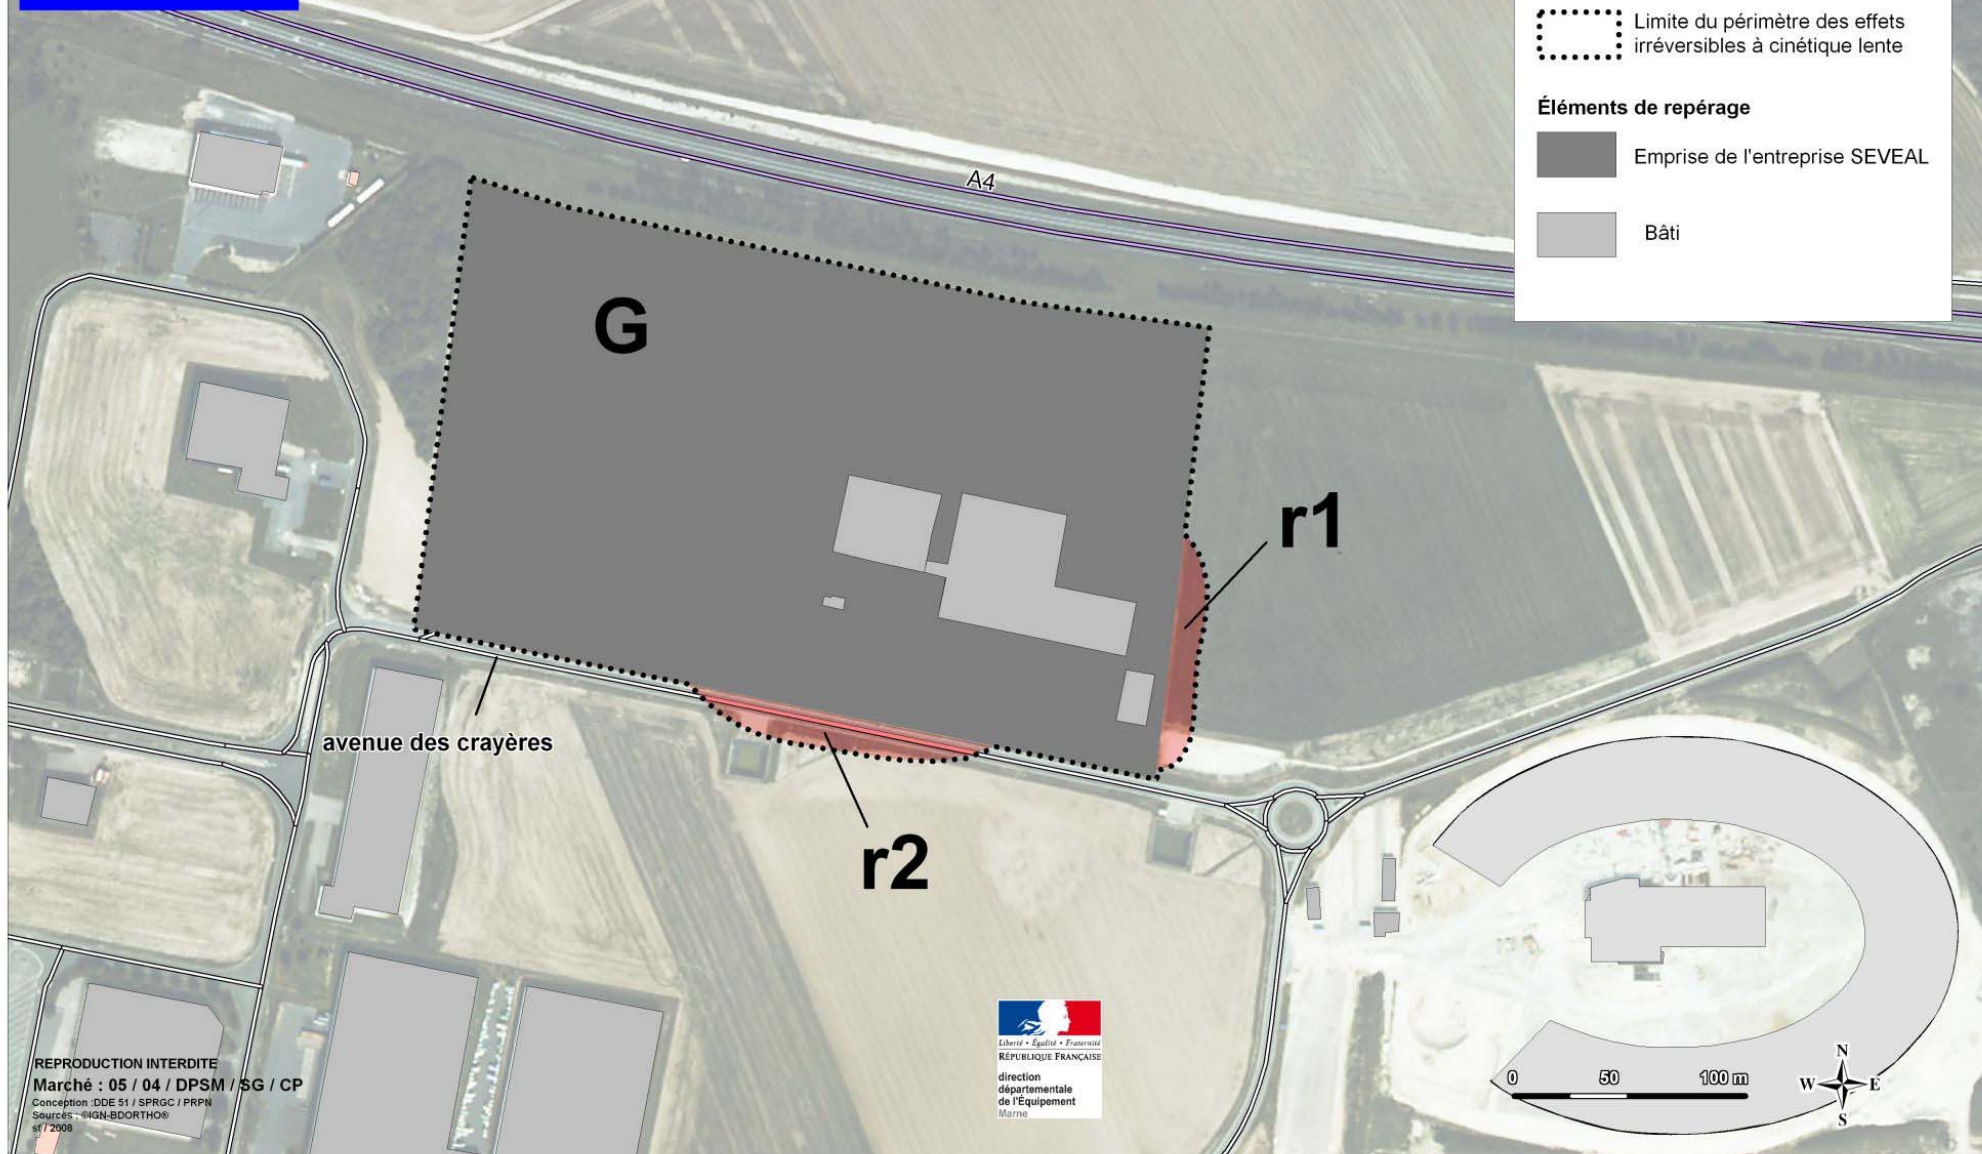 Limite du périmètre des effets
irréversibles à cinétique lente
Éléments de repérage
Emprise de l'entreprise SEVEAL
Bâti
A4
G
r1
avenue des crayères
r2
Liberté • Égalité • Fraternité
RÉPUBLIQUE FRANÇAISE
direction
départementale
de l'Équipement
Marne
REPRODUCTION INTERDITE
Marché : 05 / 04 / DPSM / SG / CP
Conception :DDE 51 / SPRGC / PRPN
Sources : ©IGN-BDORTHO®
sf / 2008
0 50 100 m
N
W E
S